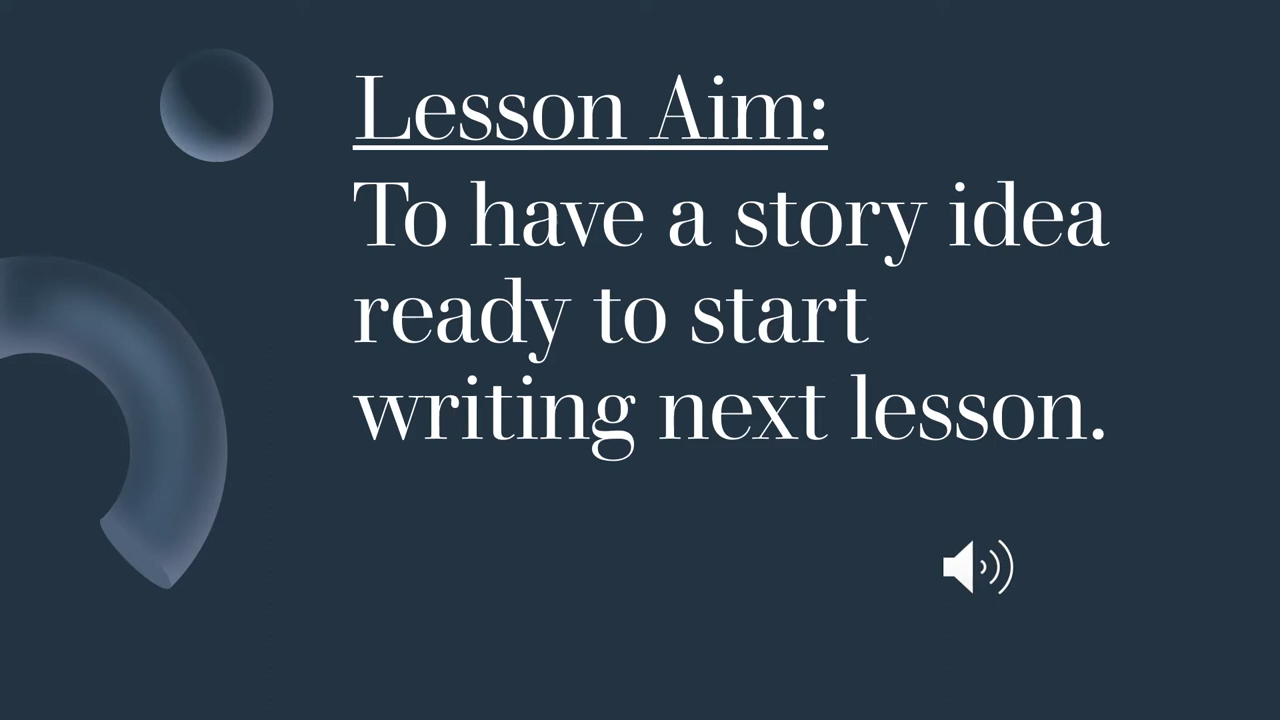 Lesson Aim:
To have a story idea
ready to start
writing next lesson.